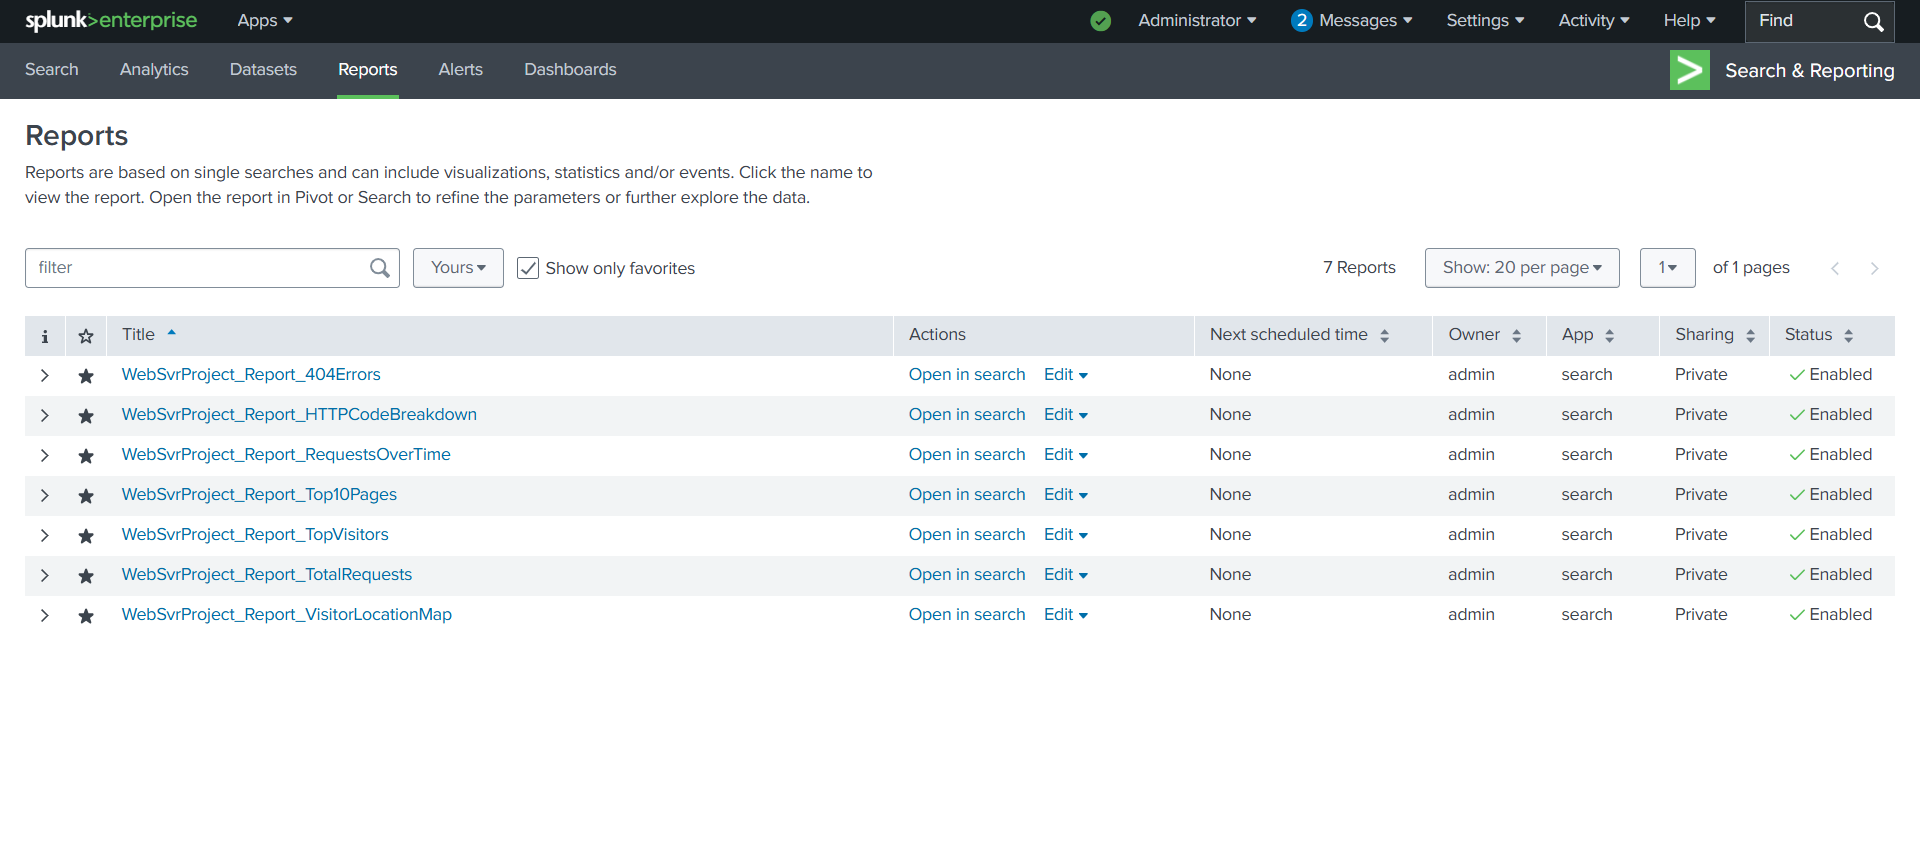 splunk>enterprise Apps Administrator 2 Messages Settings Activity Help Find
Search Analytics Datasets Reports Alerts Dashboards Search & Reporting
Reports
Reports are based on single searches and can include visualizations, statistics and/or events. Click the name to
view the report. Open the report in Pivot or Search to refine the parameters or further explore the data.
filter Yours Show only favorites 7 Reports Show: 20 per page 1 of 1 pages
i Title Actions Next scheduled time Owner App Sharing Status
WebSvrProject_Report_404Errors Open in search Edit None admin search Private Enabled
WebSvrProject_Report_HTTPCodeBreakdown Open in search Edit None admin search Private Enabled
WebSvrProject_Report_RequestsOverTime Open in search Edit None admin search Private Enabled
WebSvrProject_Report_Top10Pages Open in search Edit None admin search Private Enabled
WebSvrProject_Report_TopVisitors Open in search Edit None admin search Private Enabled
WebSvrProject_Report_TotalRequests Open in search Edit None admin search Private Enabled
WebSvrProject_Report_VisitorLocationMap Open in search Edit None admin search Private Enabled